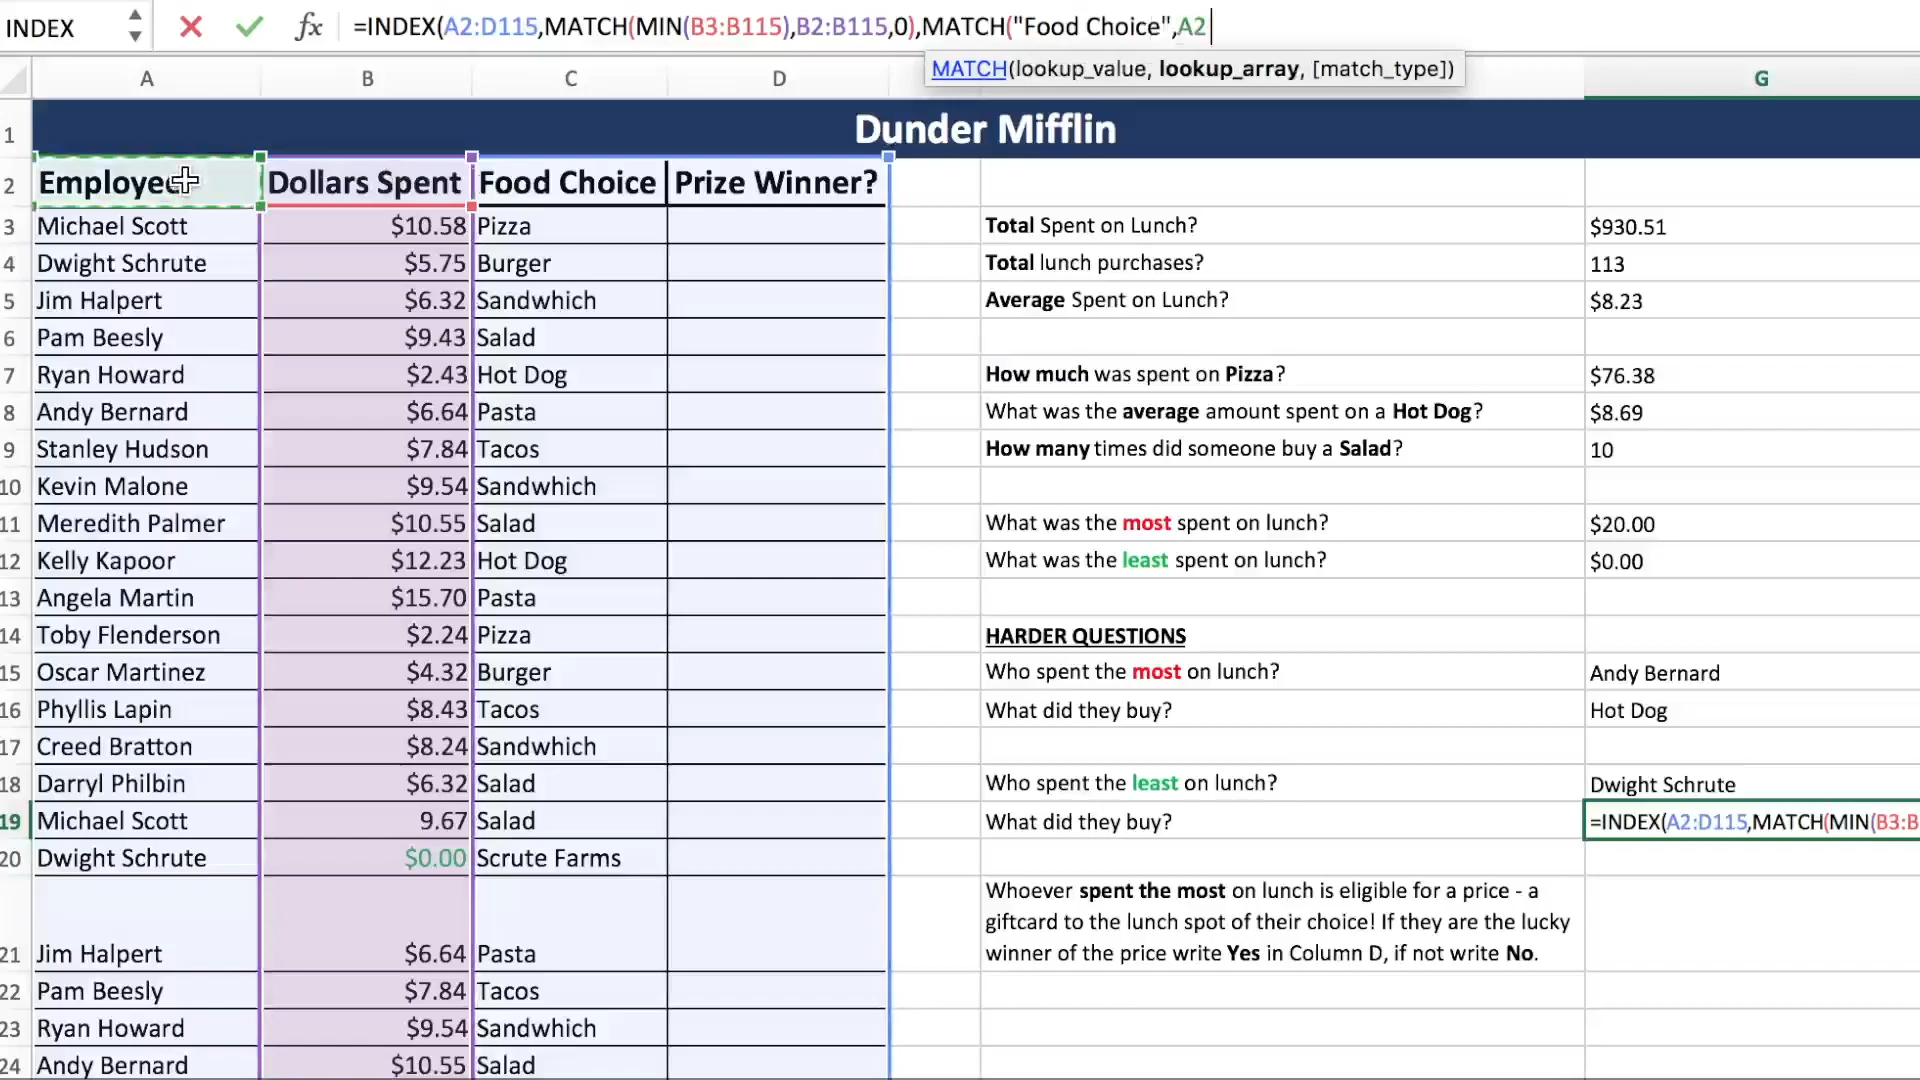 INDEX fx =INDEX(A2:D115,MATCH(MIN(B3:B115),B2:B115,0),MATCH("Food Choice",A2
MATCH(lookup_value, lookup_array, [match_type])
A B C D G
1 Dunder Mifflin
2 Employee Dollars Spent Food Choice Prize Winner?
3 Michael Scott $10.58 Pizza Total Spent on Lunch? $930.51
4 Dwight Schrute $5.75 Burger Total lunch purchases? 113
5 Jim Halpert $6.32 Sandwhich Average Spent on Lunch? $8.23
6 Pam Beesly $9.43 Salad
7 Ryan Howard $2.43 Hot Dog How much was spent on Pizza? $76.38
8 Andy Bernard $6.64 Pasta What was the average amount spent on a Hot Dog? $8.69
9 Stanley Hudson $7.84 Tacos How many times did someone buy a Salad? 10
10 Kevin Malone $9.54 Sandwhich
11 Meredith Palmer $10.55 Salad What was the most spent on lunch? $20.00
12 Kelly Kapoor $12.23 Hot Dog What was the least spent on lunch? $0.00
13 Angela Martin $15.70 Pasta
14 Toby Flenderson $2.24 Pizza HARDER QUESTIONS
15 Oscar Martinez $4.32 Burger Who spent the most on lunch? Andy Bernard
16 Phyllis Lapin $8.43 Tacos What did they buy? Hot Dog
17 Creed Bratton $8.24 Sandwhich
18 Darryl Philbin $6.32 Salad Who spent the least on lunch? Dwight Schrute
19 Michael Scott 9.67 Salad What did they buy? =INDEX(A2:D115,MATCH(MIN(B3:B
20 Dwight Schrute $0.00 Scrute Farms
Whoever spent the most on lunch is eligible for a price - a
giftcard to the lunch spot of their choice! If they are the lucky
21 Jim Halpert $6.64 Pasta winner of the price write Yes in Column D, if not write No.
22 Pam Beesly $7.84 Tacos
23 Ryan Howard $9.54 Sandwhich
24 Andy Bernard $10.55 Salad